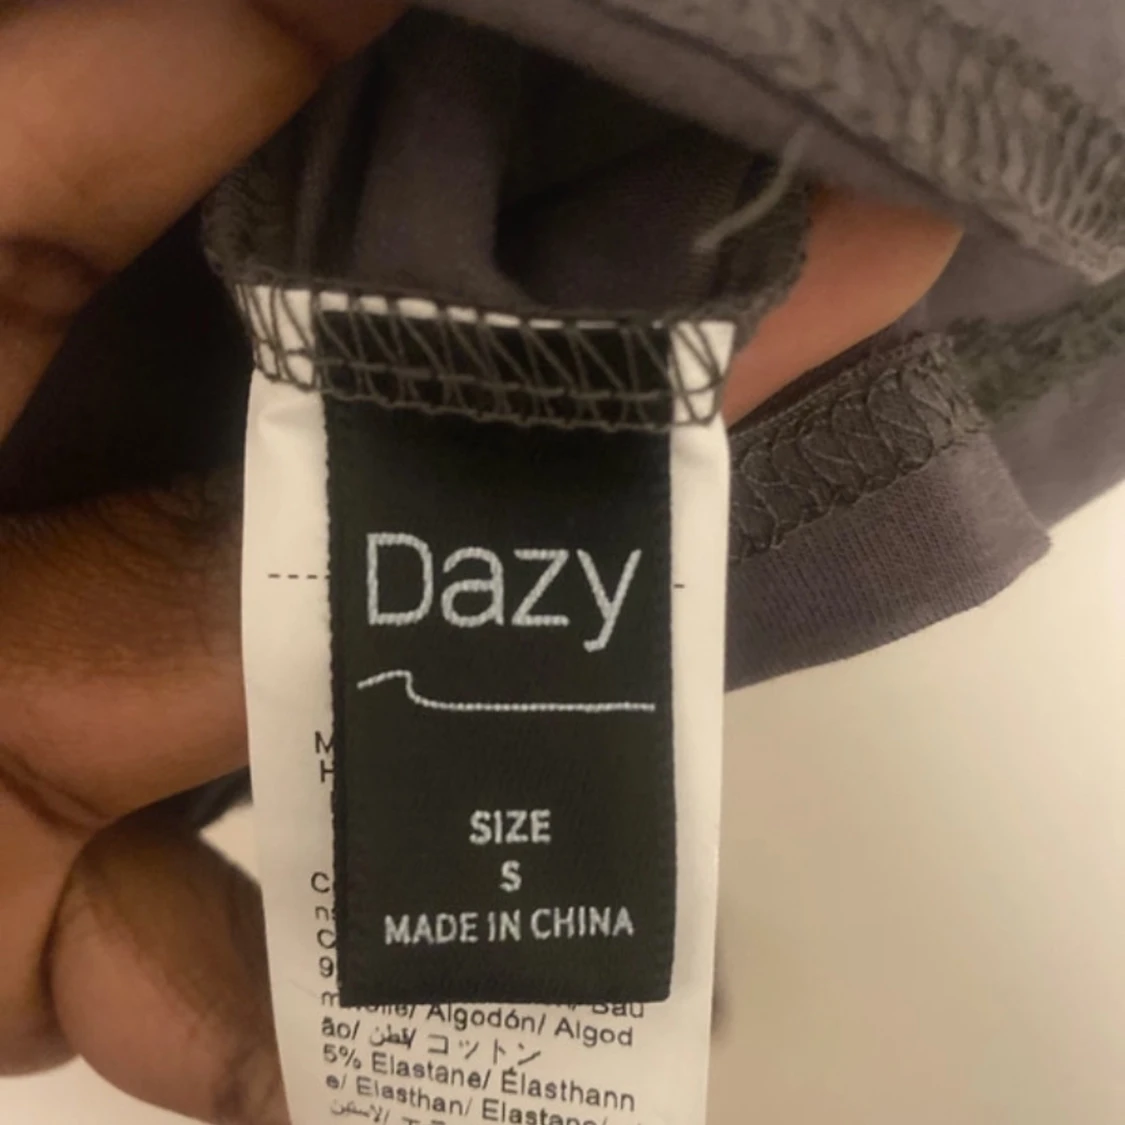 Dazy
SIZE
S
MADE IN CHINA
Algodón/ Algod
ão/ قطن/ コットン
5% Elastane/ Élasthann
e/ Elasthan/ Elastane/